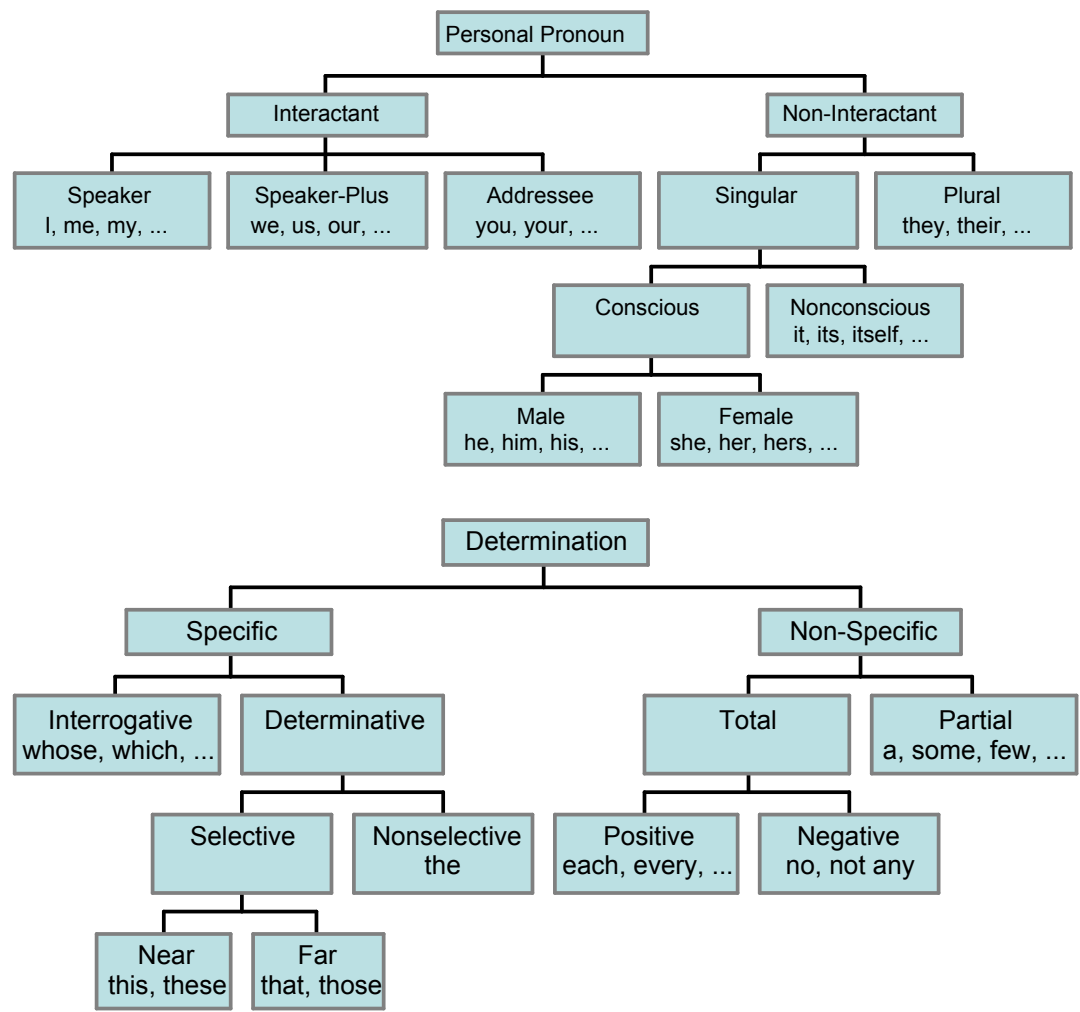 Personal Pronoun
Interactant
Non-Interactant
Speaker
I, me, my, ...
Speaker-Plus
we, us, our, ...
Addressee
you, your, ...
Singular
Plural
they, their, ...
Conscious
Nonconscious
it, its, itself, ...
Male
he, him, his, ...
Female
she, her, hers, ...
Determination
Specific
Non-Specific
Interrogative
whose, which, ...
Determinative
Total
Partial
a, some, few, ...
Selective
Nonselective
the
Positive
each, every, ...
Negative
no, not any
Near
this, these
Far
that, those